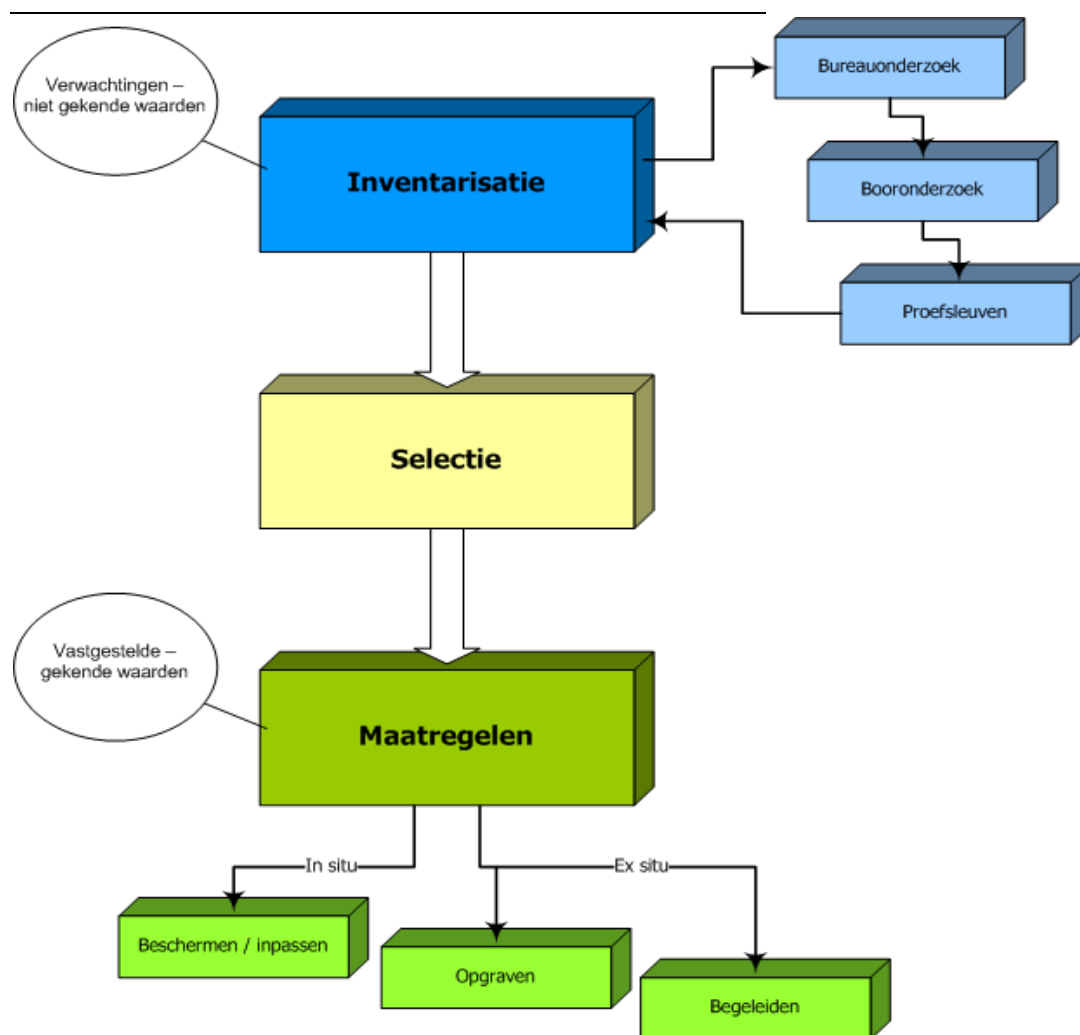 Verwachtingen –
niet gekende waarden
Inventarisatie
Bureauonderzoek
Booronderzoek
Proefsleuven
Selectie
Vastgestelde –
gekende waarden
Maatregelen
In situ
Ex situ
Beschermen / inpassen
Opgraven
Begeleiden